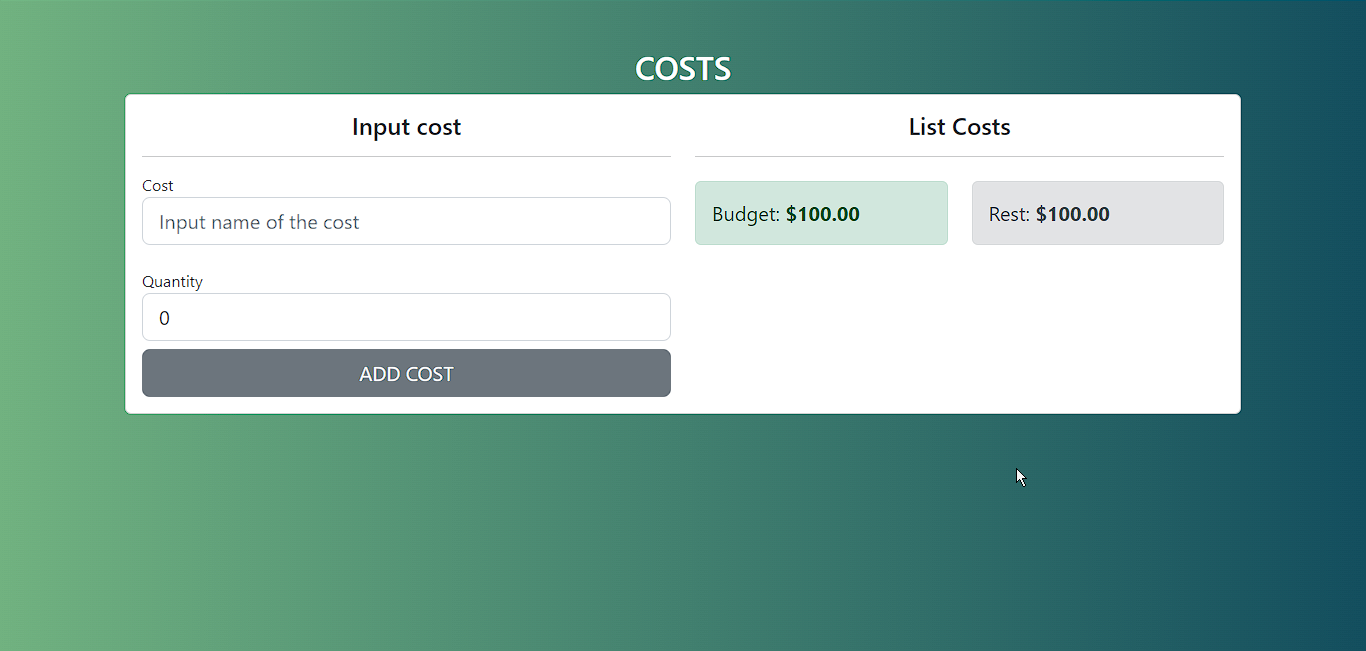 COSTS
Input cost
Cost
Input name of the cost
Quantity
0
ADD COST
List Costs
Budget: $100.00
Rest: $100.00